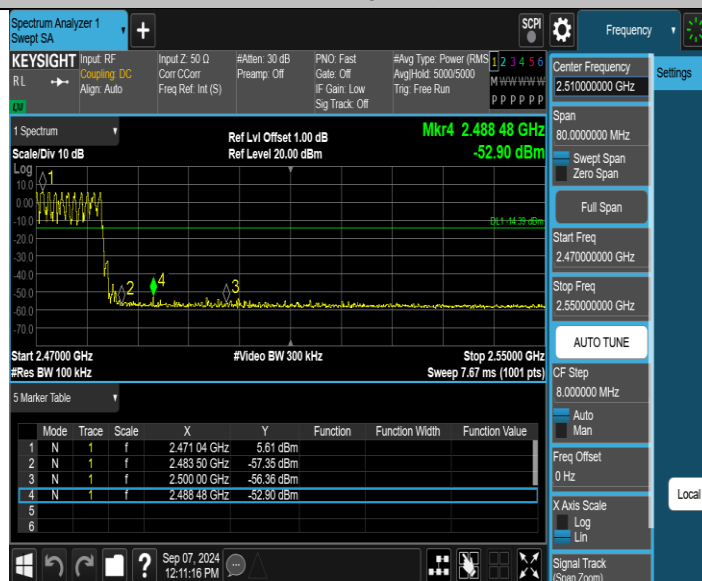 Spectrum Analyzer 1
Swept SA
+
SCPI
Frequency
KEYSIGHT
RL
Input: RF
Coupling: DC
Align: Auto
Input Z: 50 Ω
Corr CCorr
Freq Ref: Int (S)
#Atten: 30 dB
Preamp: Off
PNO: Fast
Gate: Off
IF Gain: Low
Sig Track: Off
#Avg Type: Power (RMS
Avg|Hold: 5000/5000
Trig: Free Run
1 2 3 4 5 6
M W W W W W
P P P P P P
LXI
1 Spectrum
Scale/Div 10 dB
Ref Lvl Offset 1.00 dB
Ref Level 20.00 dBm
Mkr4 2.488 48 GHz
-52.90 dBm
Log
10.0
0.00
-10.0
-20.0
-30.0
-40.0
-50.0
-60.0
-70.0
1
2
4
3
DL1 -14.39 dBm
Start 2.47000 GHz
#Res BW 100 kHz
#Video BW 300 kHz
Stop 2.55000 GHz
Sweep 7.67 ms (1001 pts)
5 Marker Table
Mode Trace Scale X Y Function Function Width Function Value
1 N 1 f 2.471 04 GHz 5.61 dBm
2 N 1 f 2.483 50 GHz -57.35 dBm
3 N 1 f 2.500 00 GHz -56.36 dBm
4 N 1 f 2.488 48 GHz -52.90 dBm
5
6
?
Sep 07, 2024
12:11:16 PM
Center Frequency
2.510000000 GHz
Span
80.0000000 MHz
Swept Span
Zero Span
Full Span
Start Freq
2.470000000 GHz
Stop Freq
2.550000000 GHz
AUTO TUNE
CF Step
8.000000 MHz
Auto
Man
Freq Offset
0 Hz
X Axis Scale
Log
Lin
Signal Track
(Span Zoom)
Settings
Local